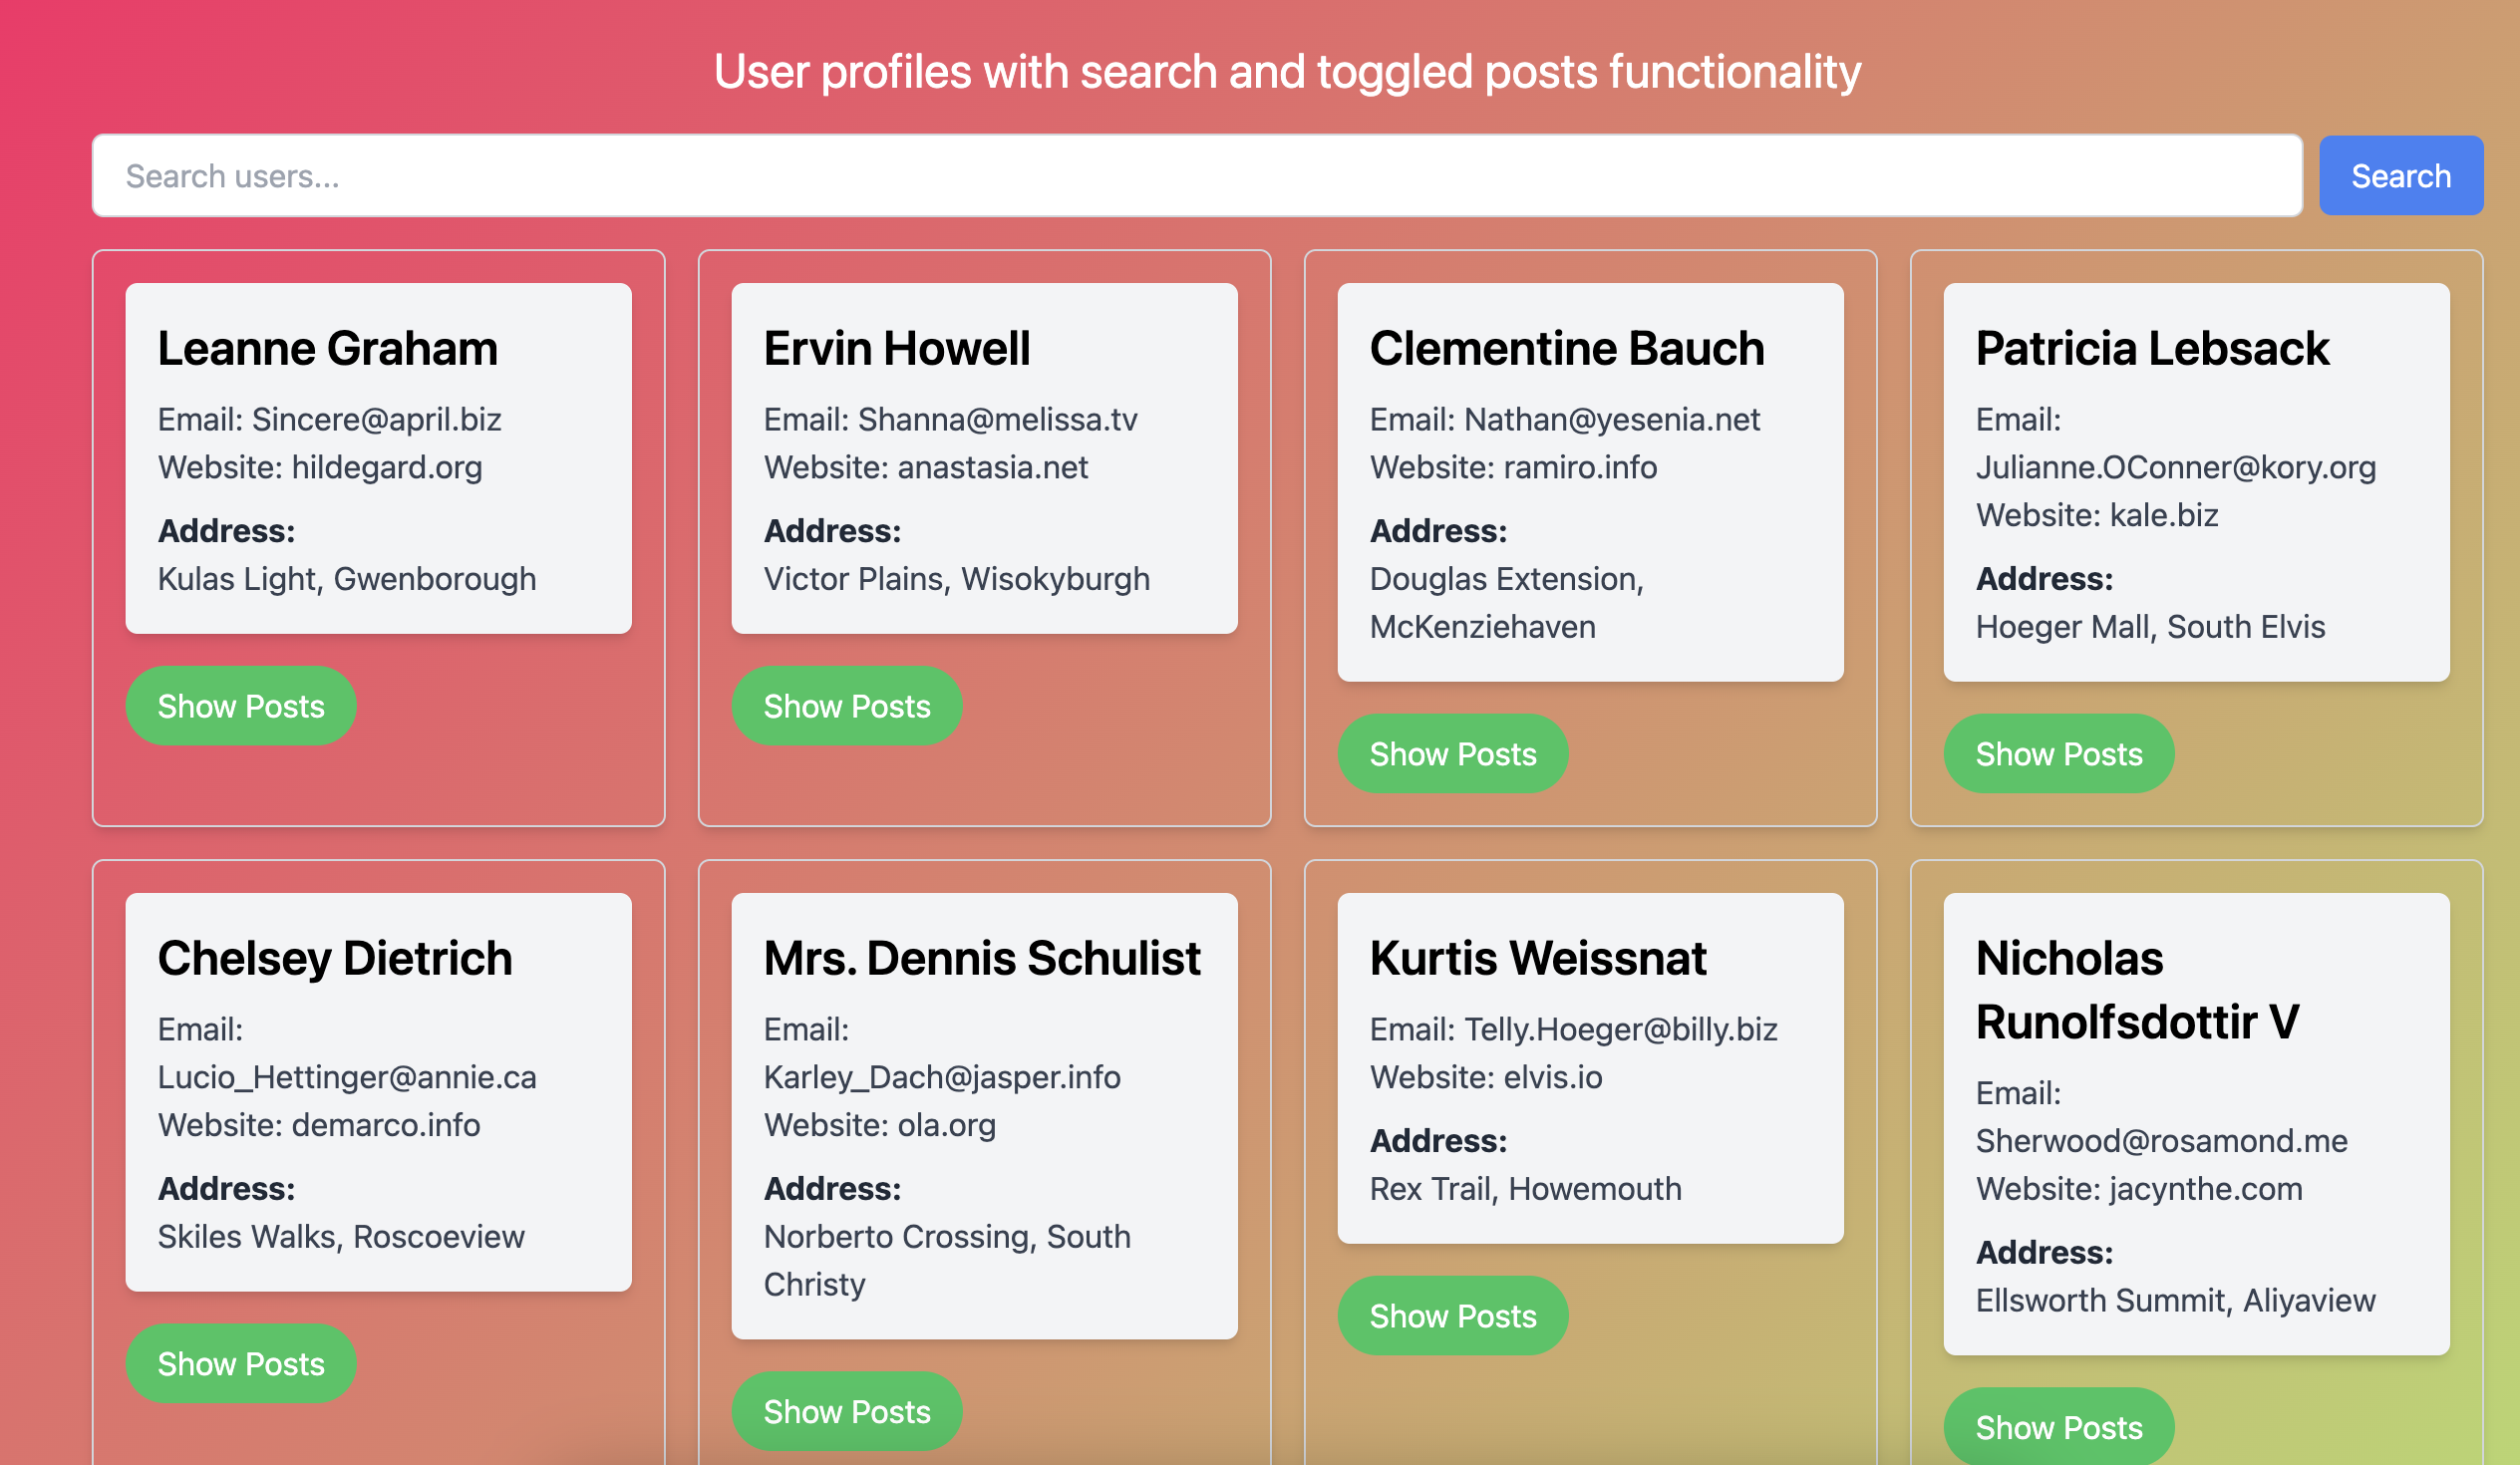 User profiles with search and toggled posts functionality
Search users...
Search
Leanne Graham
Email: Sincere@april.biz
Website: hildegard.org
Address:
Kulas Light, Gwenborough
Show Posts
Ervin Howell
Email: Shanna@melissa.tv
Website: anastasia.net
Address:
Victor Plains, Wisokyburgh
Show Posts
Clementine Bauch
Email: Nathan@yesenia.net
Website: ramiro.info
Address:
Douglas Extension,
McKenziehaven
Show Posts
Patricia Lebsack
Email:
Julianne.OConner@kory.org
Website: kale.biz
Address:
Hoeger Mall, South Elvis
Show Posts
Chelsey Dietrich
Email:
Lucio_Hettinger@annie.ca
Website: demarco.info
Address:
Skiles Walks, Roscoeview
Show Posts
Mrs. Dennis Schulist
Email:
Karley_Dach@jasper.info
Website: ola.org
Address:
Norberto Crossing, South
Christy
Show Posts
Kurtis Weissnat
Email: Telly.Hoeger@billy.biz
Website: elvis.io
Address:
Rex Trail, Howemouth
Show Posts
Nicholas
Runolfsdottir V
Email:
Sherwood@rosamond.me
Website: jacynthe.com
Address:
Ellsworth Summit, Aliyaview
Show Posts